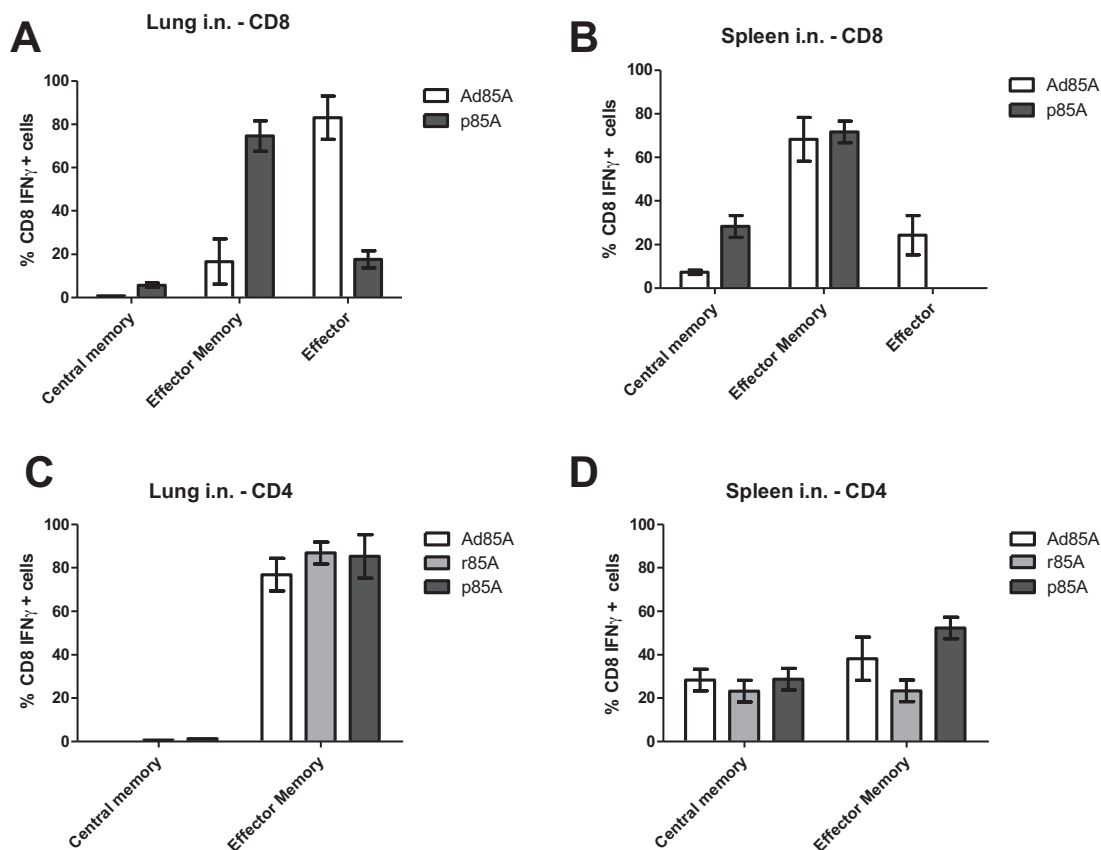 A
Lung i.n. - CD8
% CD8 IFNγ + cells
100
80
60
40
20
0
Central memory
Effector Memory
Effector
Ad85A
p85A
B
Spleen i.n. - CD8
% CD8 IFNγ + cells
100
80
60
40
20
0
Central memory
Effector Memory
Effector
Ad85A
p85A
C
Lung i.n. - CD4
% CD8 IFNγ + cells
100
80
60
40
20
0
Central memory
Effector Memory
Ad85A
r85A
p85A
D
Spleen i.n. - CD4
% CD8 IFNγ + cells
100
80
60
40
20
0
Central memory
Effector Memory
Ad85A
r85A
p85A